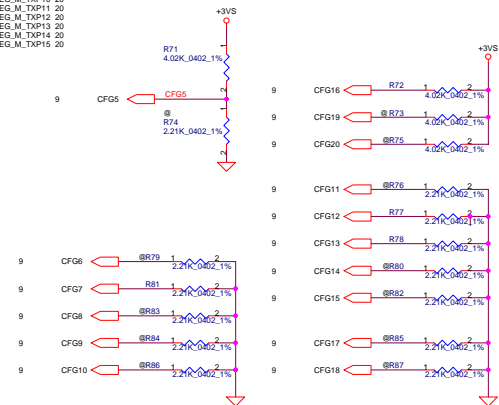 EG_M_TXP11 20
EG_M_TXP12 20
EG_M_TXP13 20
EG_M_TXP14 20
EG_M_TXP15 20
+3VS
R71
4.02K_0402_1%
1
2
9 CFG5 CFG5
@
R74
2.21K_0402_1%
1
2
+3VS
9 CFG16 R72 1 2
4.02K_0402_1%
9 CFG19 @R73 1 2
4.02K_0402_1%
9 CFG20 @R75 1 2
4.02K_0402_1%
9 CFG11 @R76 1 2
2.21K_0402_1%
9 CFG12 R77 1 2
2.21K_0402_1%
9 CFG13 R78 1 2
2.21K_0402_1%
9 CFG14 @R80 1 2
2.21K_0402_1%
9 CFG15 @R82 1 2
2.21K_0402_1%
9 CFG17 @R85 1 2
2.21K_0402_1%
9 CFG18 @R87 1 2
2.21K_0402_1%
9 CFG6 @R79 1 2
2.21K_0402_1%
9 CFG7 R81 1 2
2.21K_0402_1%
9 CFG8 @R83 1 2
2.21K_0402_1%
9 CFG9 @R84 1 2
2.21K_0402_1%
9 CFG10 @R86 1 2
2.21K_0402_1%